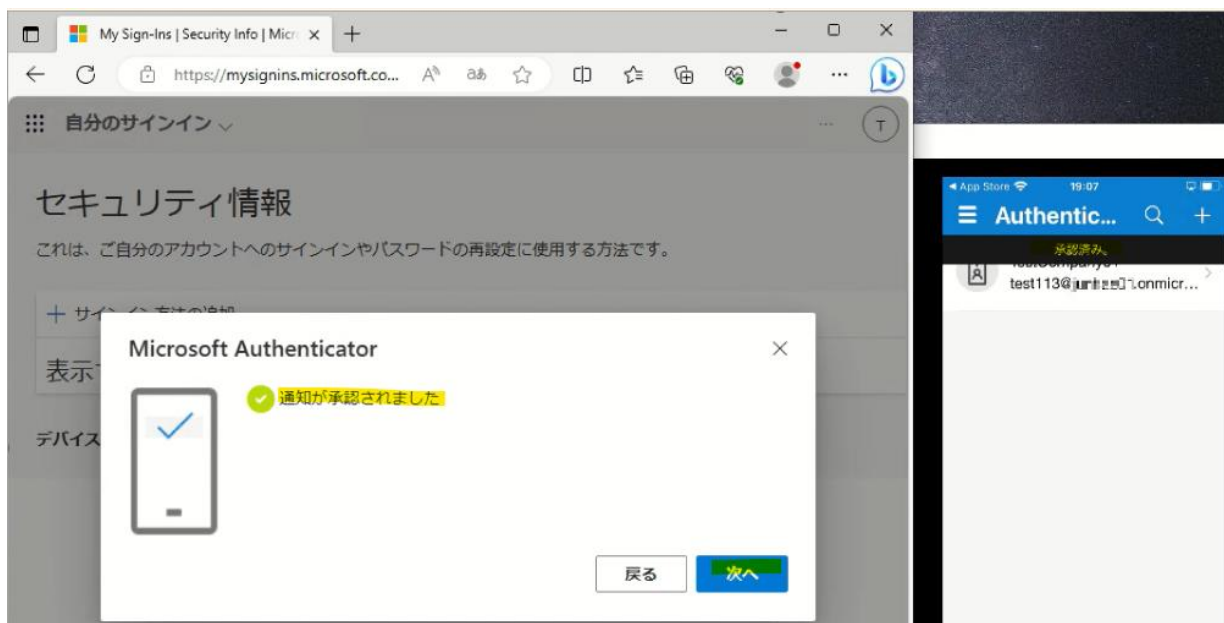 My Sign-Ins | Security Info | Micr
https://mysignins.microsoft.co...
自分のサインイン
T
セキュリティ情報
これは、ご自分のアカウントへのサインインやパスワードの再設定に使用する方法です。
Microsoft Authenticator
通知が承認されました
デバイス
戻る
次へ
App Store
19:07
Authentic...
承認済み。